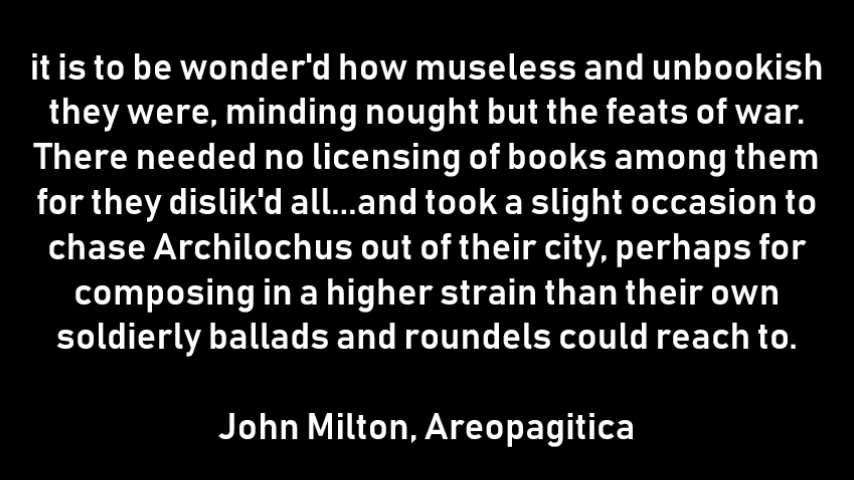 it is to be wonder'd how museless and unbookish
they were, minding nought but the feats of war.
There needed no licensing of books among them
for they dislik'd all...and took a slight occasion to
chase Archilochus out of their city, perhaps for
composing in a higher strain than their own
soldierly ballads and roundels could reach to.
John Milton, Areopagitica